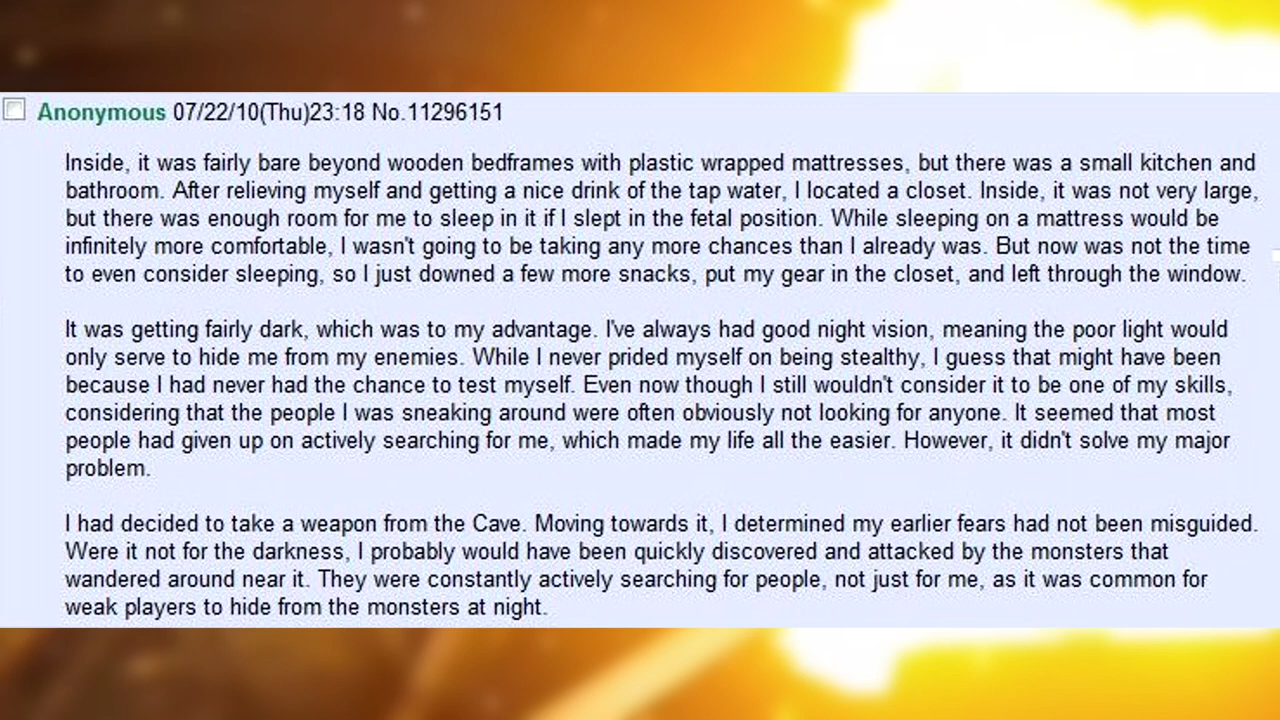 Anonymous 07/22/10(Thu)23:18 No.11296151
Inside, it was fairly bare beyond wooden bedframes with plastic wrapped mattresses, but there was a small kitchen and
bathroom. After relieving myself and getting a nice drink of the tap water, I located a closet. Inside, it was not very large,
but there was enough room for me to sleep in it if I slept in the fetal position. While sleeping on a mattress would be
infinitely more comfortable, I wasn't going to be taking any more chances than I already was. But now was not the time
to even consider sleeping, so I just downed a few more snacks, put my gear in the closet, and left through the window.
It was getting fairly dark, which was to my advantage. I've always had good night vision, meaning the poor light would
only serve to hide me from my enemies. While I never prided myself on being stealthy, I guess that might have been
because I had never had the chance to test myself. Even now though I still wouldn't consider it to be one of my skills,
considering that the people I was sneaking around were often obviously not looking for anyone. It seemed that most
people had given up on actively searching for me, which made my life all the easier. However, it didn't solve my major
problem.
I had decided to take a weapon from the Cave. Moving towards it, I determined my earlier fears had not been misguided.
Were it not for the darkness, I probably would have been quickly discovered and attacked by the monsters that
wandered around near it. They were constantly actively searching for people, not just for me, as it was common for
weak players to hide from the monsters at night.